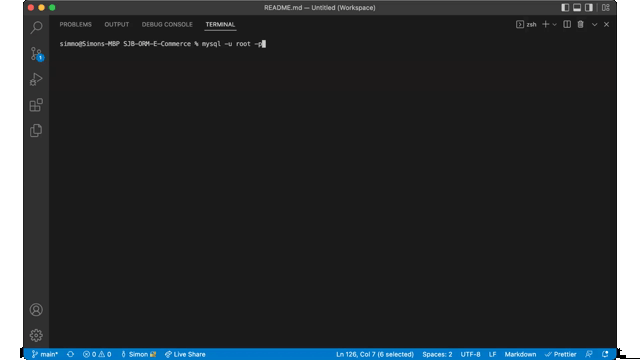 README.md — Untitled (Workspace)
PROBLEMS OUTPUT DEBUG CONSOLE TERMINAL
zsh
simmo@Simons-MBP SJB-ORM-E-Commerce % mysql -u root -p
1
main* 0 0 Simon Live Share Ln 126, Col 7 (6 selected) Spaces: 2 UTF-8 LF Markdown Prettier